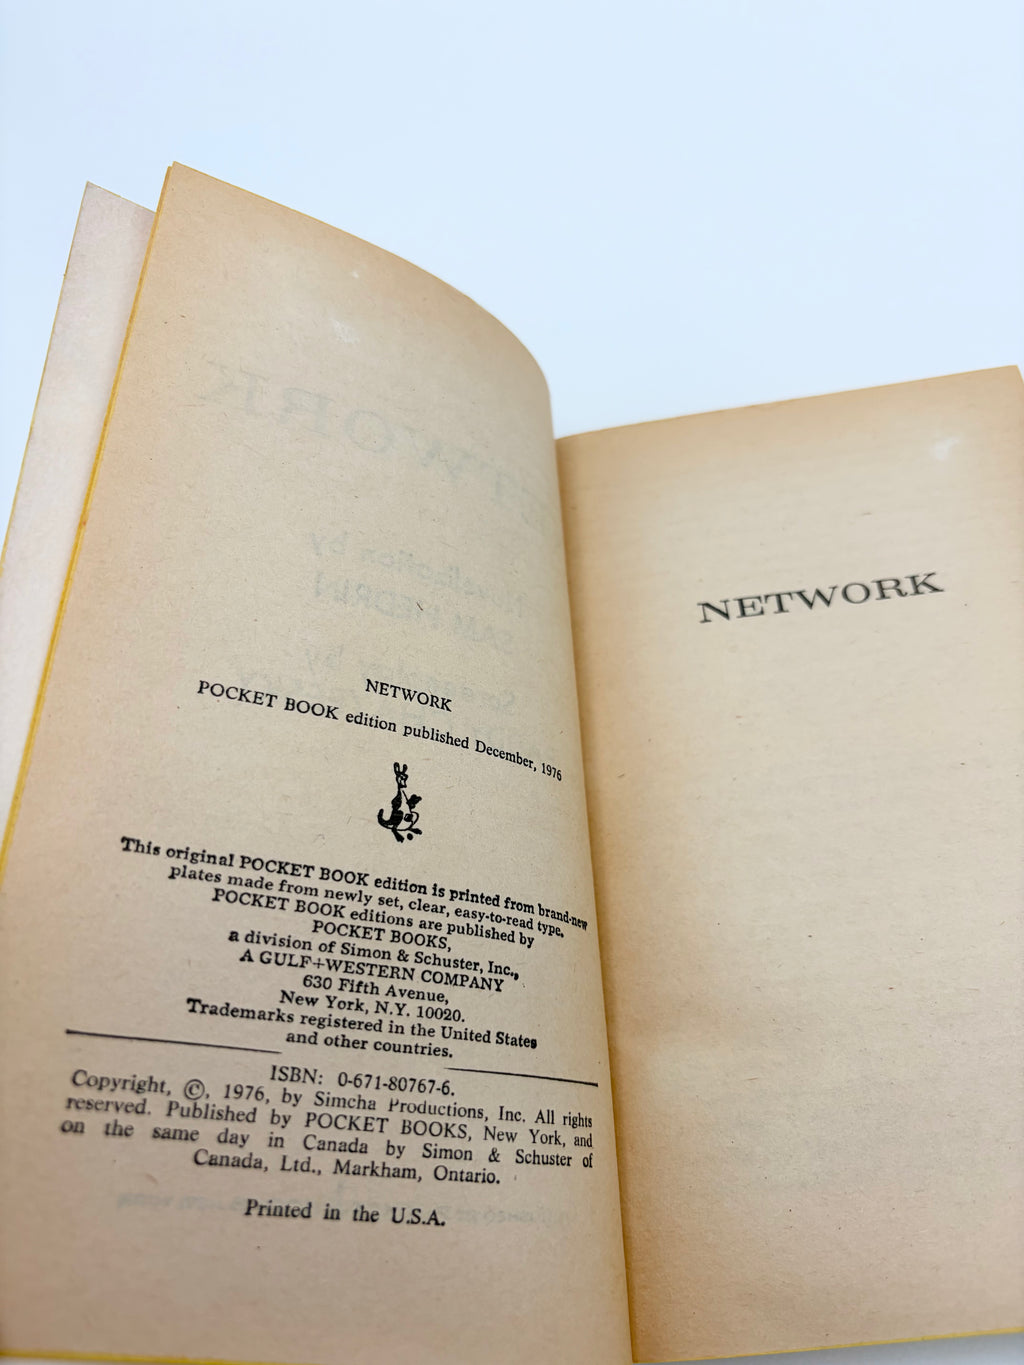 NETWORK
POCKET BOOK edition published December, 1976
This original POCKET BOOK edition is printed from brand-new
plates made from newly set, clear, easy-to-read type.
POCKET BOOK editions are published by
POCKET BOOKS,
a division of Simon & Schuster, Inc.,
A GULF+WESTERN COMPANY
630 Fifth Avenue,
New York, N.Y. 10020.
Trademarks registered in the United States
and other countries.
ISBN: 0-671-80767-6.
Copyright, ©, 1976, by Simcha Productions, Inc. All rights
reserved. Published by POCKET BOOKS, New York, and
on the same day in Canada by Simon & Schuster of
Canada, Ltd., Markham, Ontario.
Printed in the U.S.A.
NETWORK